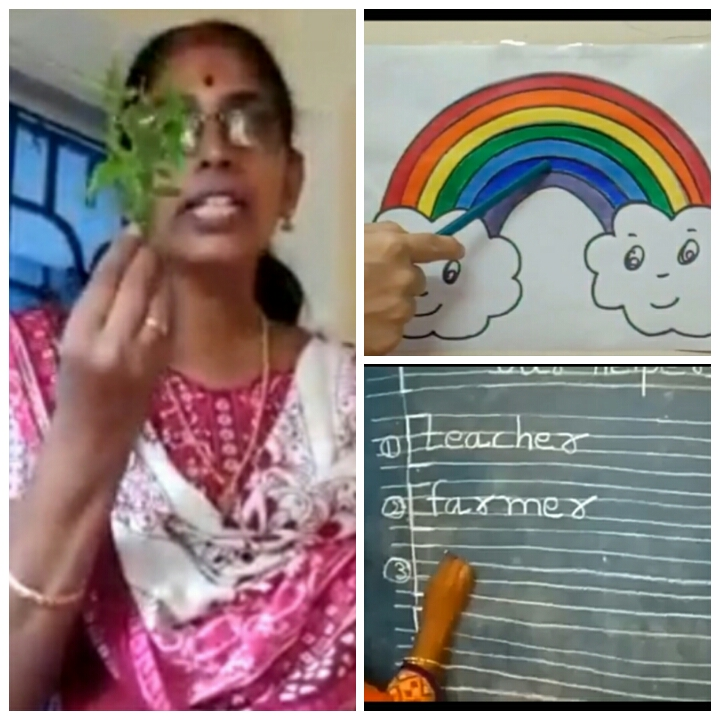 ① teacher
② farmer
③